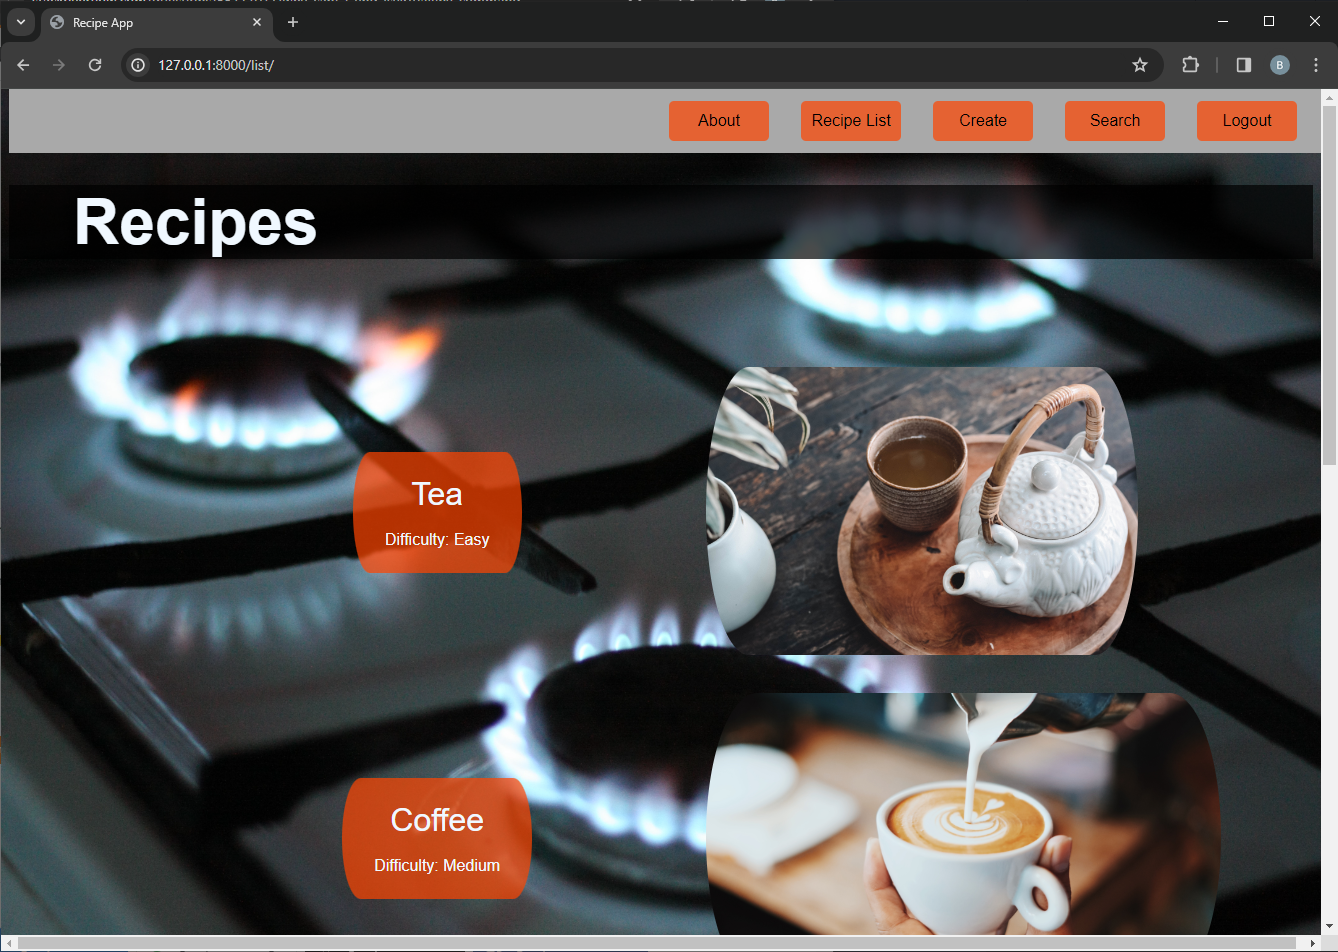 Recipe App
127.0.0.1:8000/list/
B
About
Recipe List
Create
Search
Logout
Recipes
Tea
Difficulty: Easy
Coffee
Difficulty: Medium